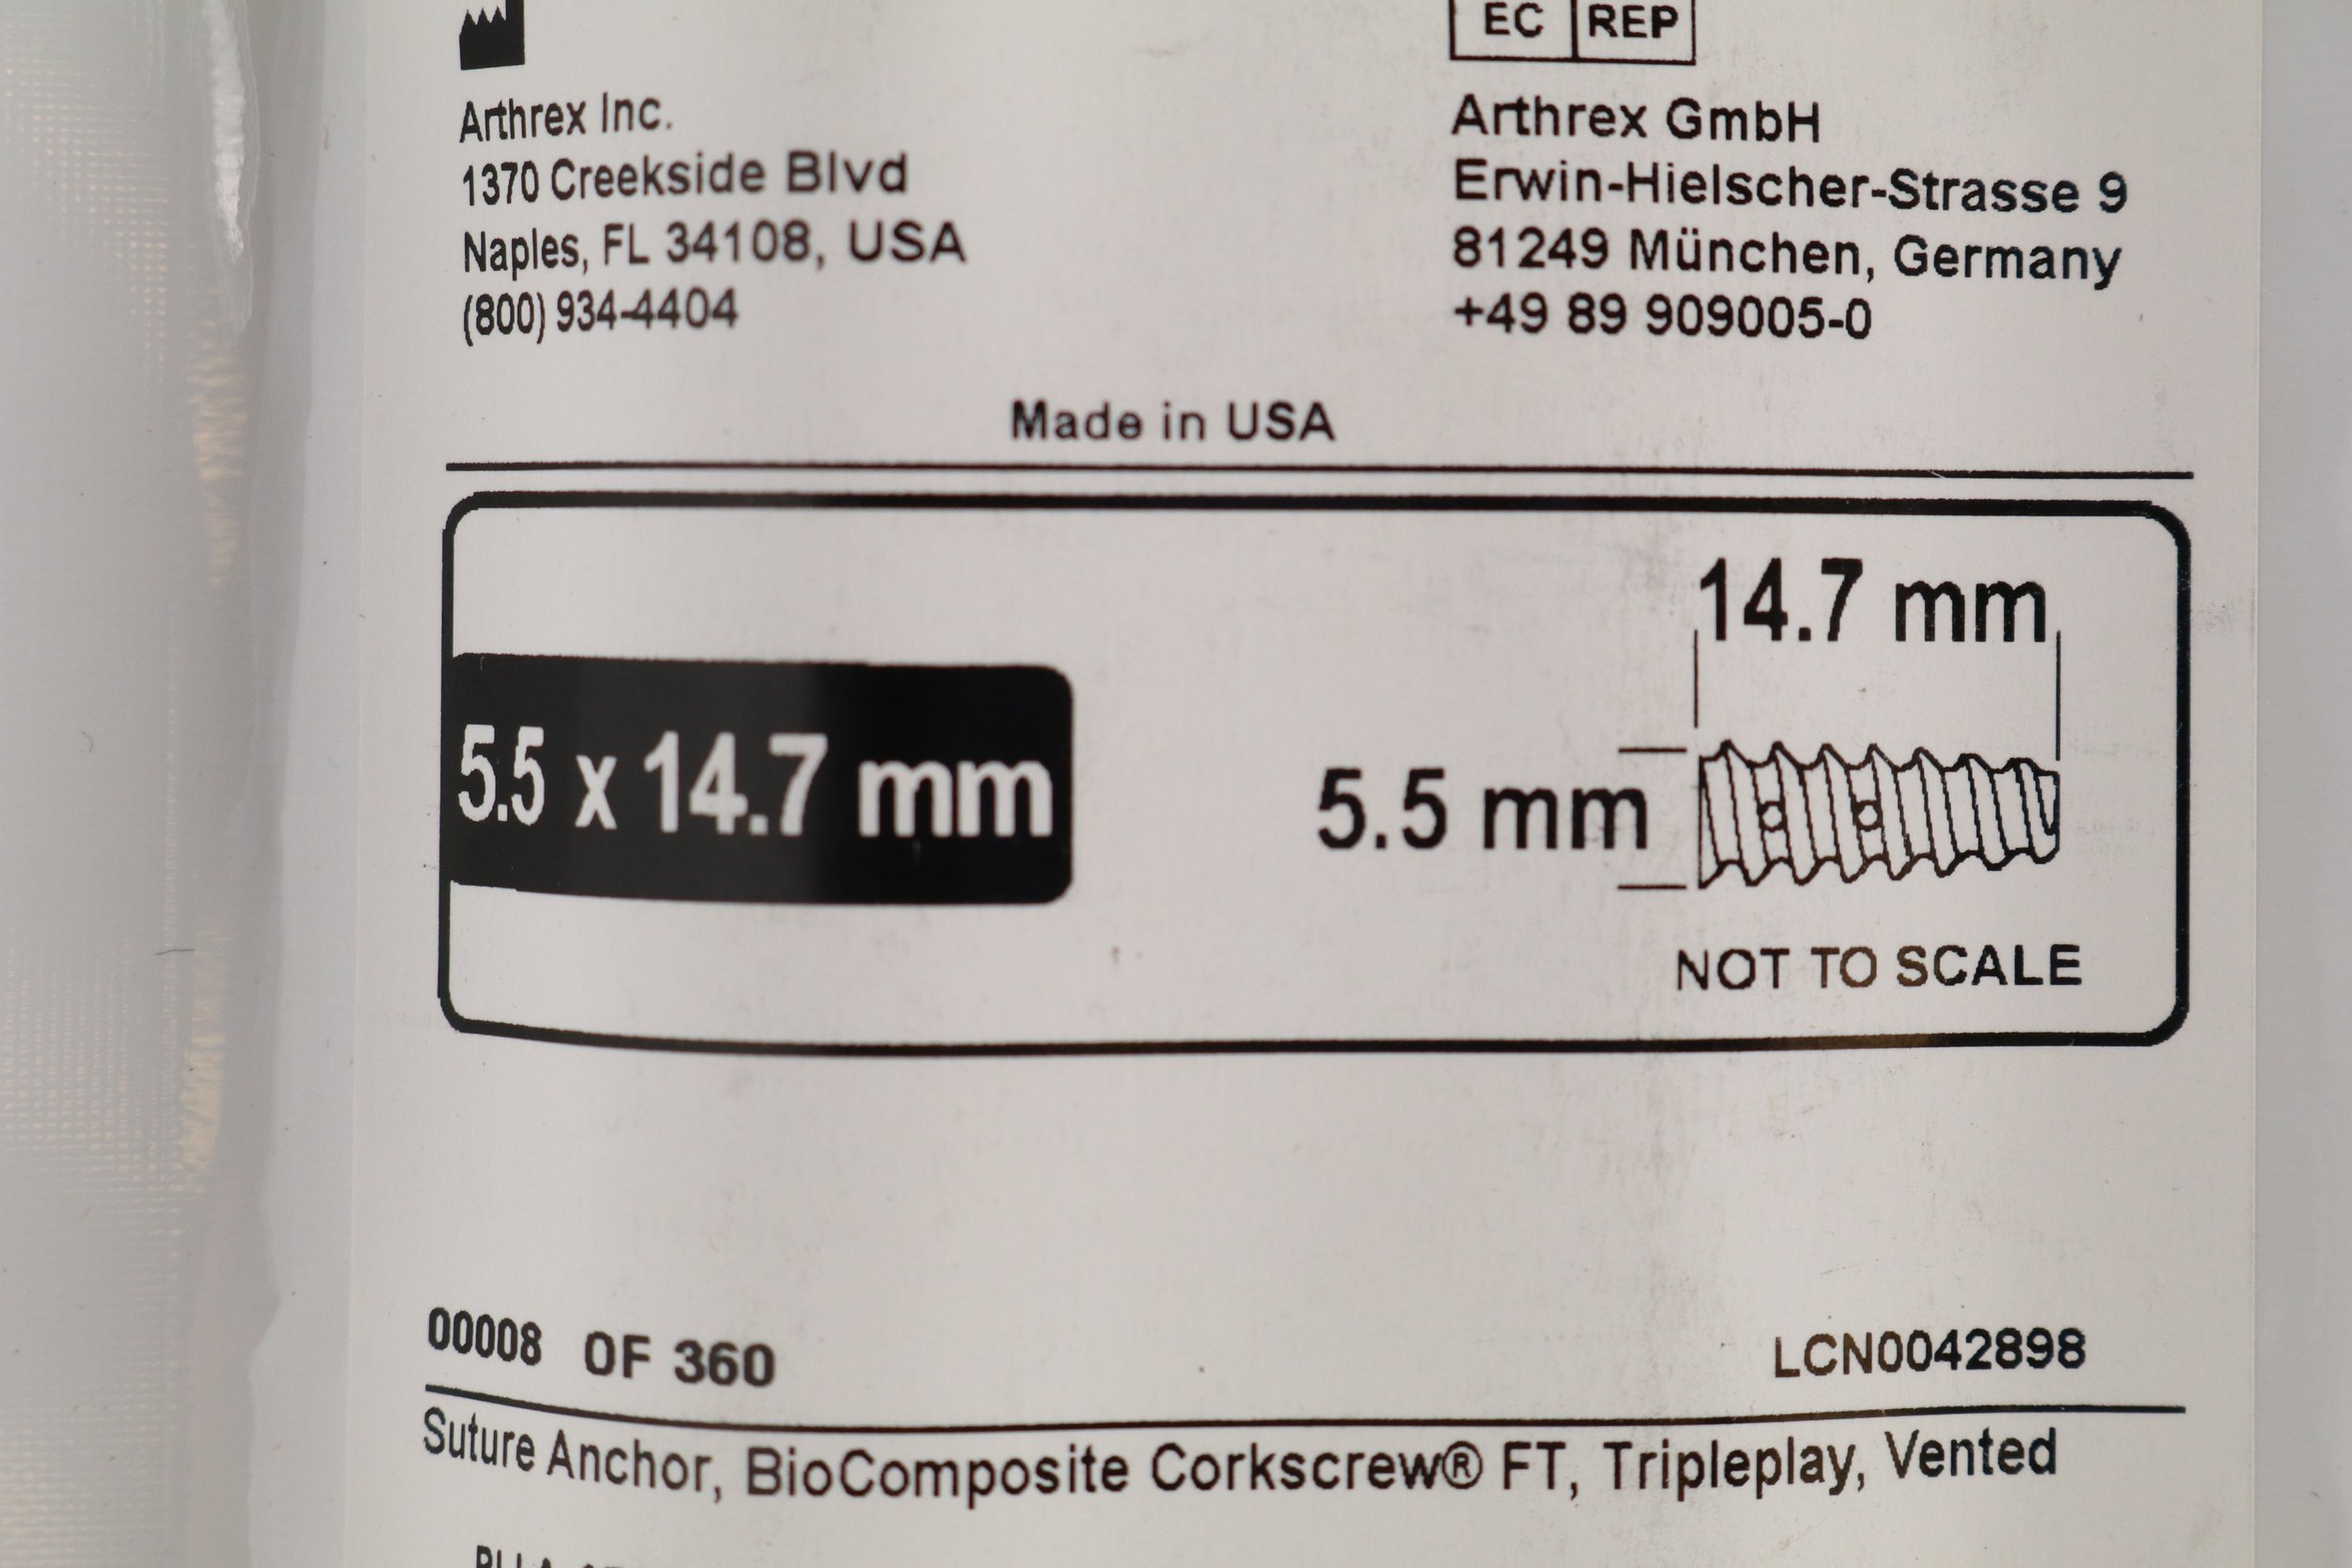 EC REP
Arthrex Inc.
1370 Creekside Blvd
Naples, FL 34108, USA
(800) 934-4404
Arthrex GmbH
Erwin-Hielscher-Strasse 9
81249 München, Germany
+49 89 909005-0
Made in USA
5.5 x 14.7 mm
14.7 mm
5.5 mm
NOT TO SCALE
00008 OF 360
LCN0042898
Suture Anchor, BioComposite Corkscrew® FT, Tripleplay, Vented